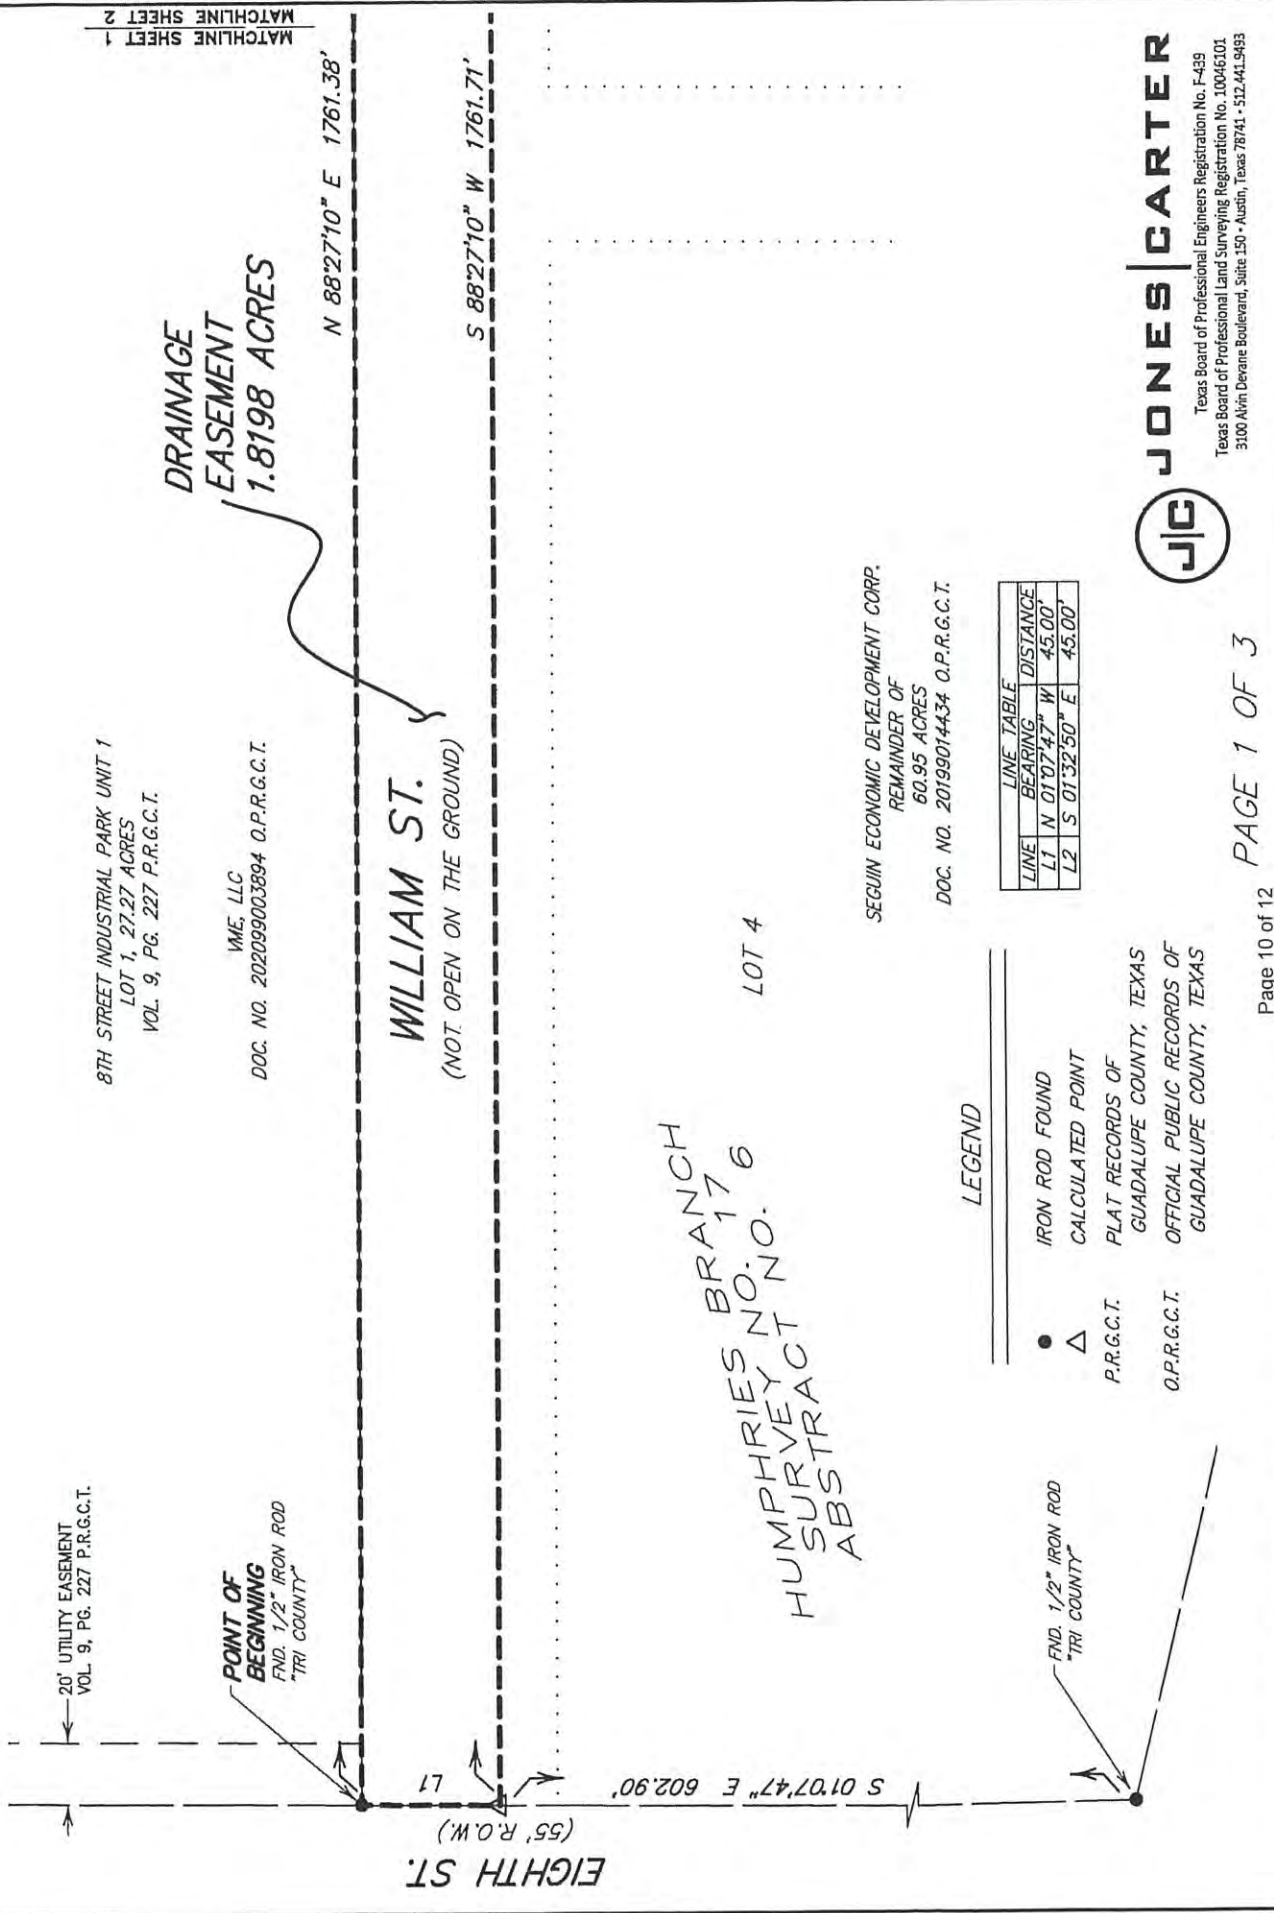 20' UTILITY EASEMENT
VOL. 9, PG. 227 P.R.G.C.T.
8TH STREET INDUSTRIAL PARK UNIT 1
LOT 1, 27.27 ACRES
VOL. 9, PG. 227 P.R.G.C.T.
VME, LLC
DOC. NO. 202099003894 O.P.R.G.C.T.
MATCHLINE SHEET 1
MATCHLINE SHEET 2
POINT OF
BEGINNING
FND. 1/2" IRON ROD
"TRI COUNTY"
DRAINAGE
EASEMENT
1.8198 ACRES
N 88°27'10" E 1761.38'
WILLIAM ST.
(NOT OPEN ON THE GROUND)
S 88°27'10" W 1761.71'
L1
EIGHTH ST.
(55' R.O.W.)
S 01°07'47" E 602.90'
HUMPHRIES BRANCH
SURVEY NO. 17
ABSTRACT NO. 6
LOT 4
SEGUIN ECONOMIC DEVELOPMENT CORP.
REMAINDER OF
60.95 ACRES
DOC. NO. 201999014434 O.P.R.G.C.T.
FND. 1/2" IRON ROD
"TRI COUNTY"
LEGEND
IRON ROD FOUND
CALCULATED POINT
P.R.G.C.T. PLAT RECORDS OF
GUADALUPE COUNTY, TEXAS
O.P.R.G.C.T. OFFICIAL PUBLIC RECORDS OF
GUADALUPE COUNTY, TEXAS
LINE TABLE
LINE BEARING DISTANCE
L1 N 01°07'47" W 45.00'
L2 S 01°32'50" E 45.00'
J|C JONES|CARTER
Texas Board of Professional Engineers Registration No. F-439
Texas Board of Professional Land Surveying Registration No. 10046101
3100 Alvin Devane Boulevard, Suite 150 • Austin, Texas 78741 • 512.441.9493
PAGE 1 OF 3
Page 10 of 12